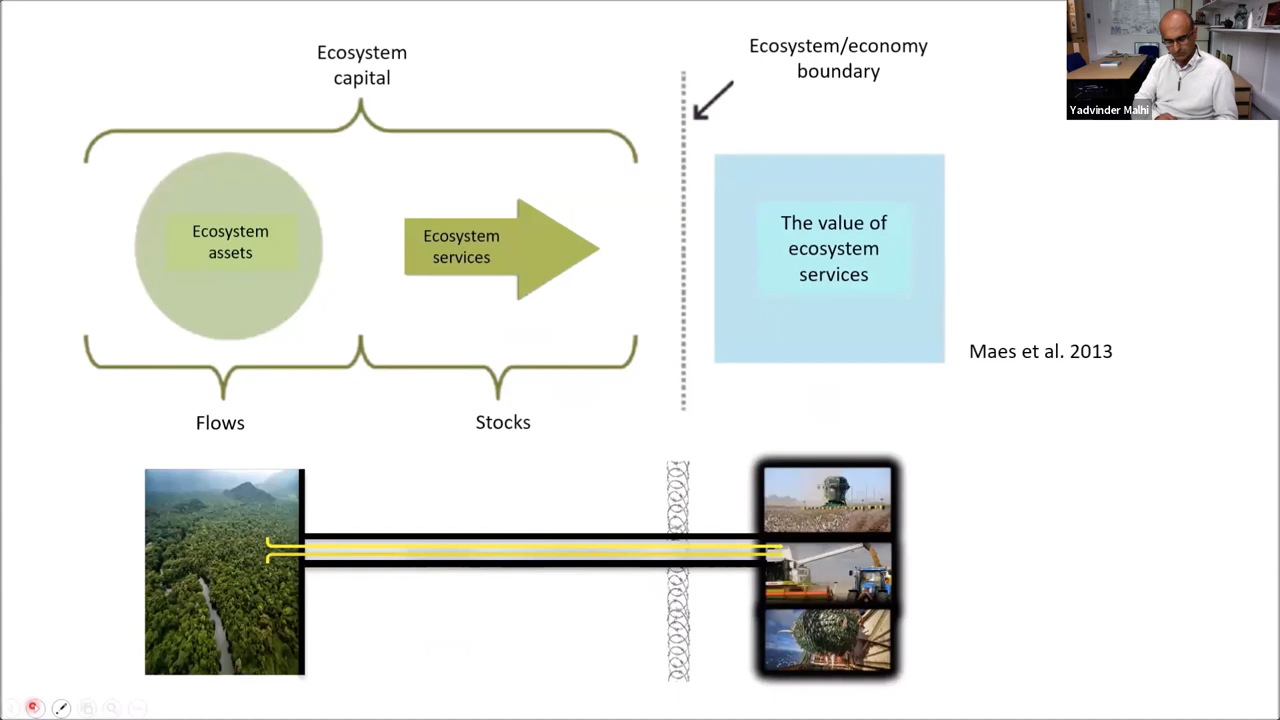 Ecosystem
capital
Ecosystem/economy
boundary
Yadvinder Malhi
Ecosystem
assets
Ecosystem
services
The value of
ecosystem
services
Maes et al. 2013
Flows
Stocks